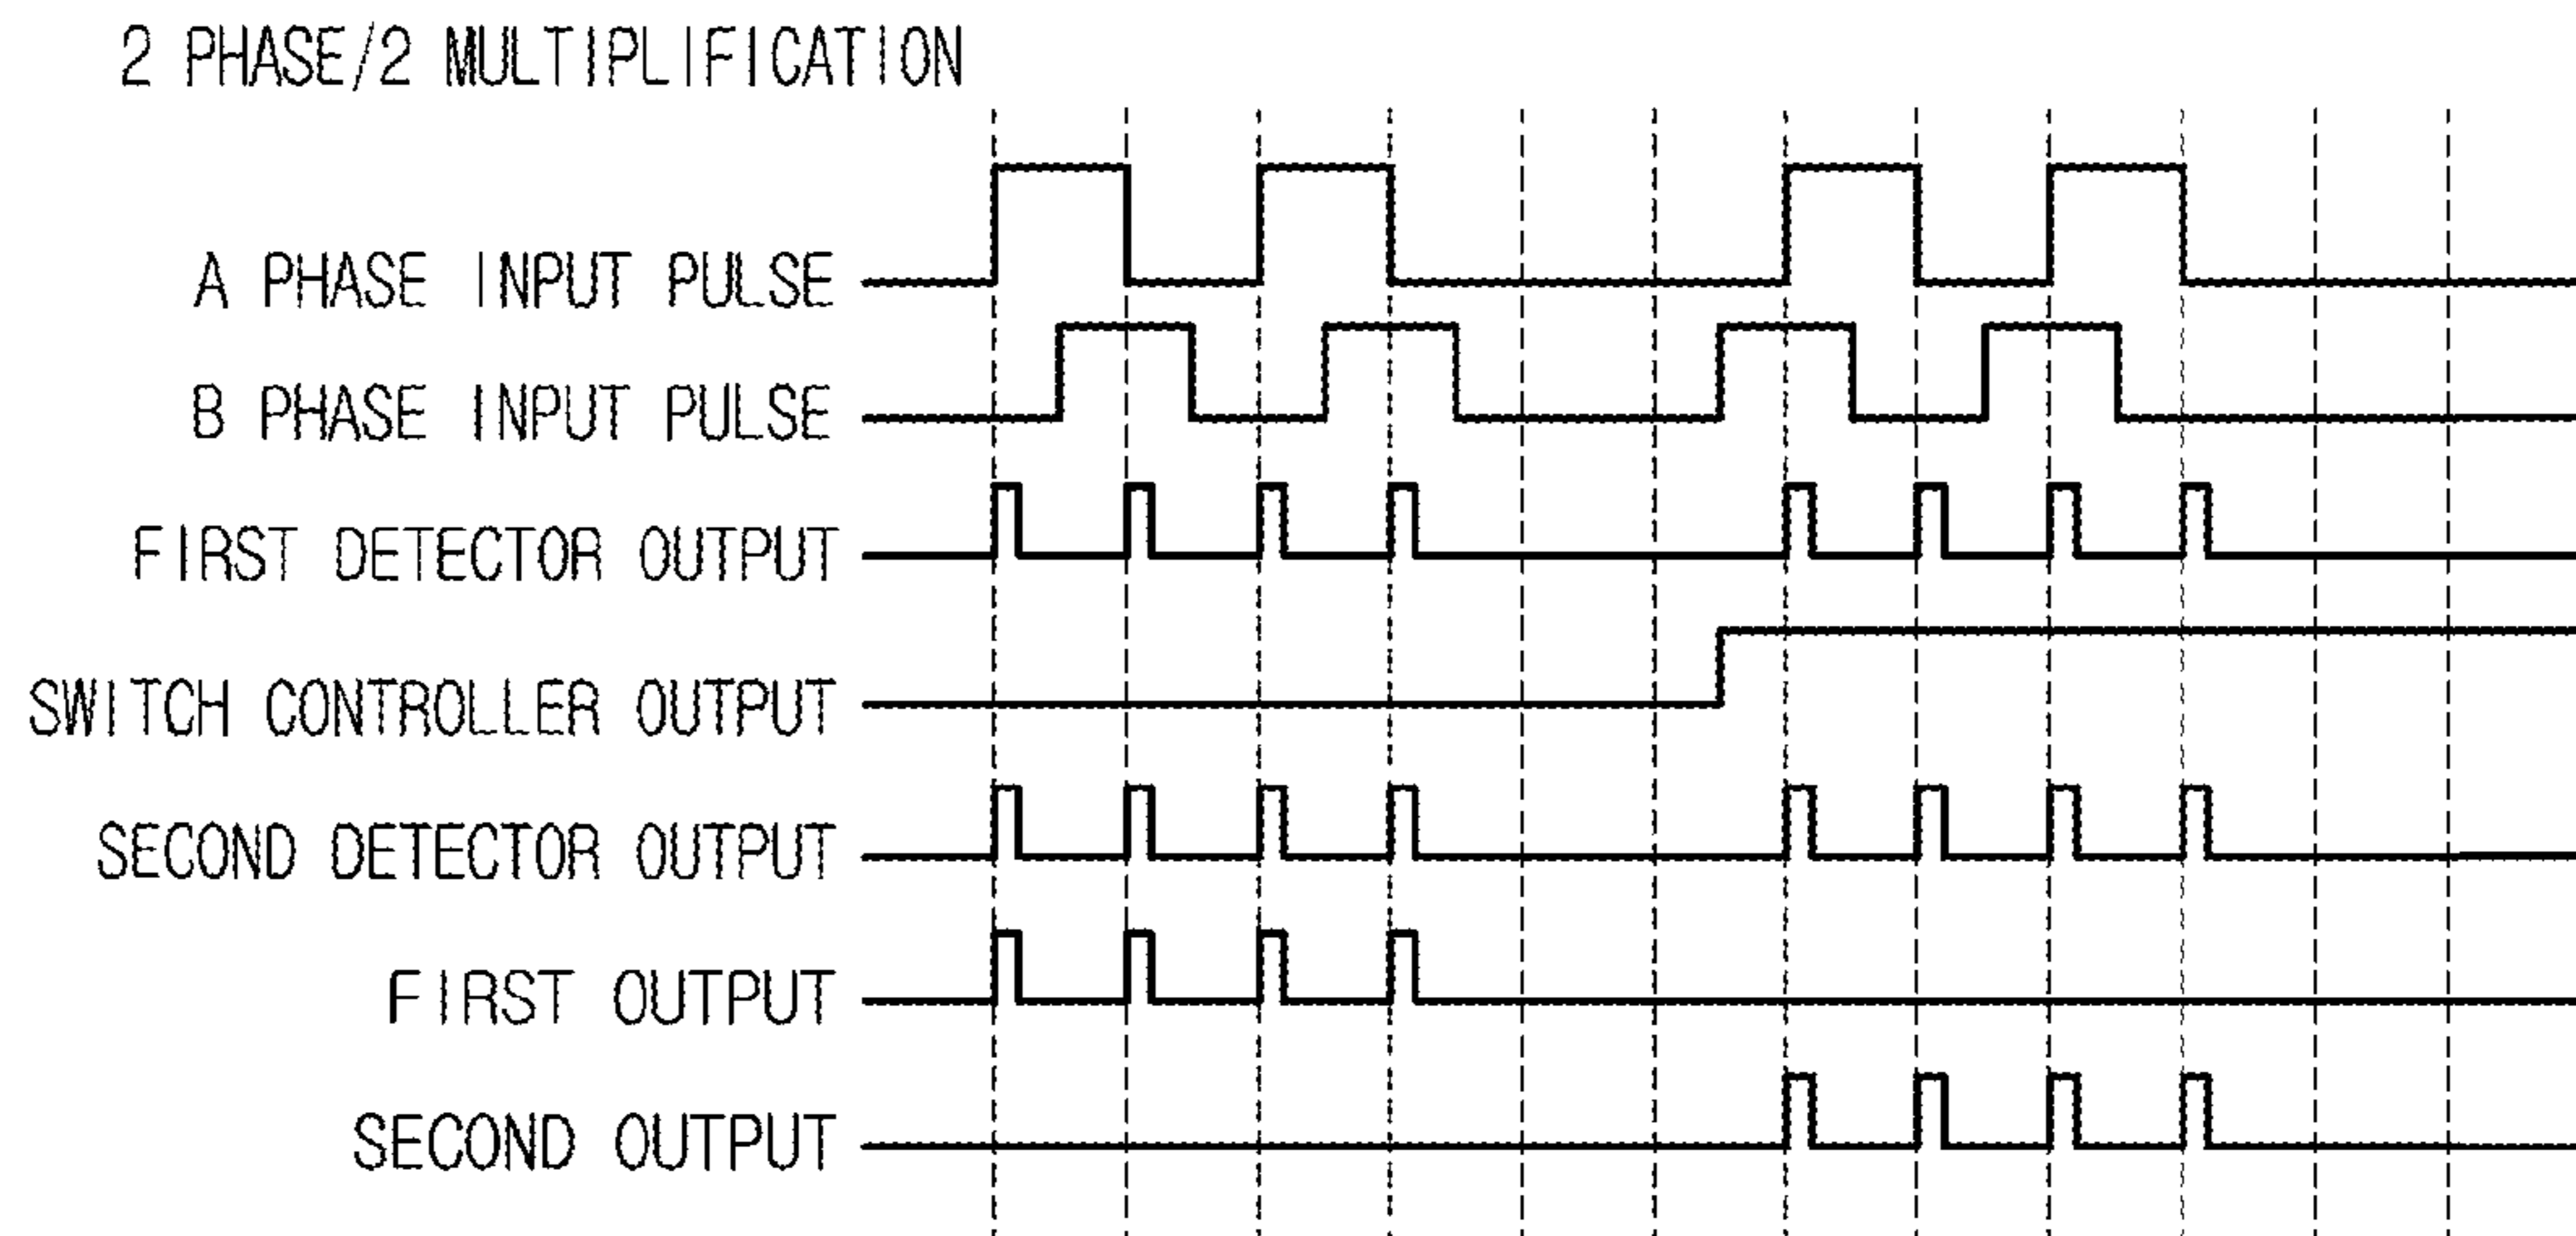 2 PHASE/2 MULTIPLIFICATION
A PHASE INPUT PULSE
B PHASE INPUT PULSE
FIRST DETECTOR OUTPUT
SWITCH CONTROLLER OUTPUT
SECOND DETECTOR OUTPUT
FIRST OUTPUT
SECOND OUTPUT